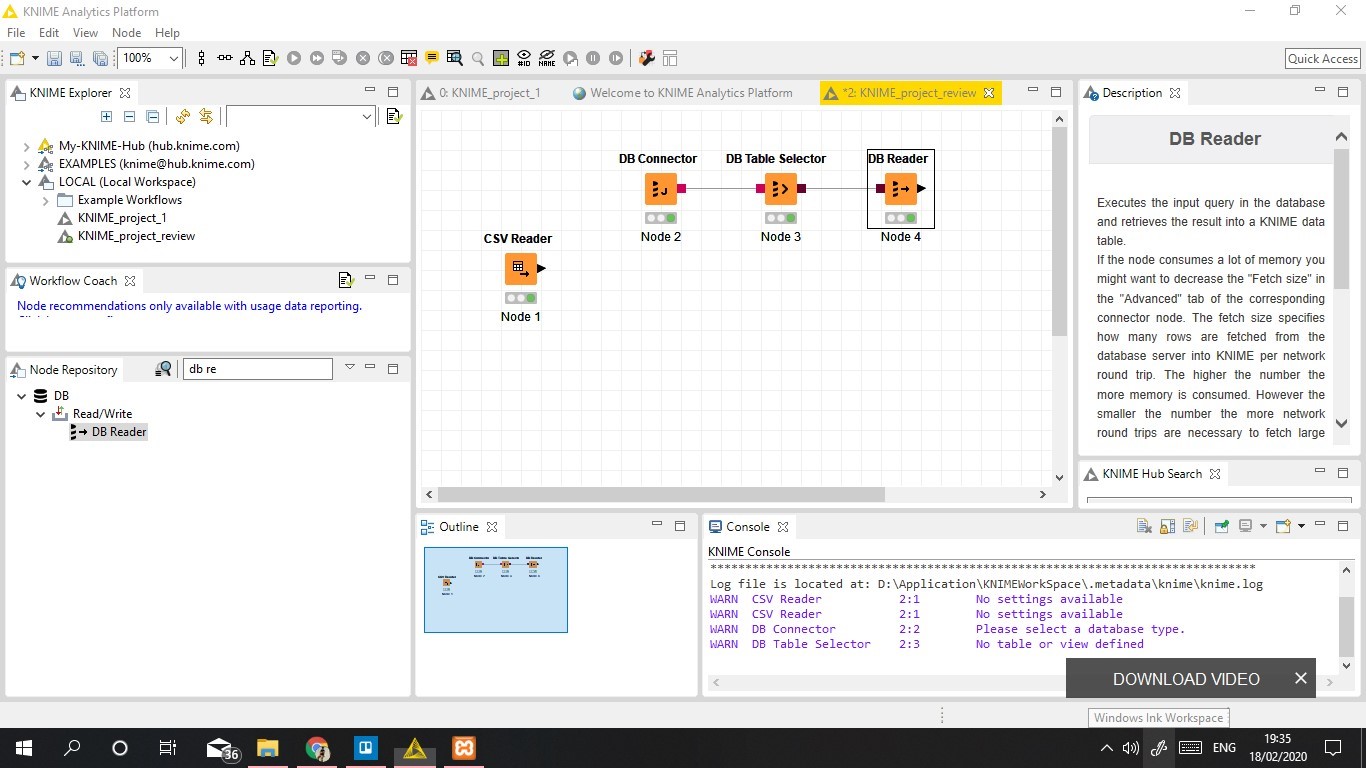 KNIME Analytics Platform
File Edit View Node Help
100%
#ID NAME
Quick Access
KNIME Explorer
My-KNIME-Hub (hub.knime.com)
EXAMPLES (knime@hub.knime.com)
LOCAL (Local Workspace)
Example Workflows
KNIME_project_1
KNIME_project_review
Workflow Coach
Node recommendations only available with usage data reporting.
Node Repository
db re
DB
Read/Write
DB Reader
0: KNIME_project_1
Welcome to KNIME Analytics Platform
*2: KNIME_project_review
DB Connector
DB Table Selector
DB Reader
Node 2
Node 3
Node 4
CSV Reader
Node 1
Description
DB Reader
Executes the input query in the database
and retrieves the result into a KNIME data
table.
If the node consumes a lot of memory you
might want to decrease the "Fetch size" in
the "Advanced" tab of the corresponding
connector node. The fetch size specifies
how many rows are fetched from the
database server into KNIME per network
round trip. The higher the number the
more memory is consumed. However the
smaller the number the more network
round trips are necessary to fetch large
KNIME Hub Search
Outline
Console
KNIME Console
******************************************************************************
Log file is located at: D:\Application\KNIMEWorkSpace\.metadata\knime\knime.log
WARN CSV Reader 2:1 No settings available
WARN CSV Reader 2:1 No settings available
WARN DB Connector 2:2 Please select a database type.
WARN DB Table Selector 2:3 No table or view defined
DOWNLOAD VIDEO
Windows Ink Workspace
36
ENG
19:35
18/02/2020